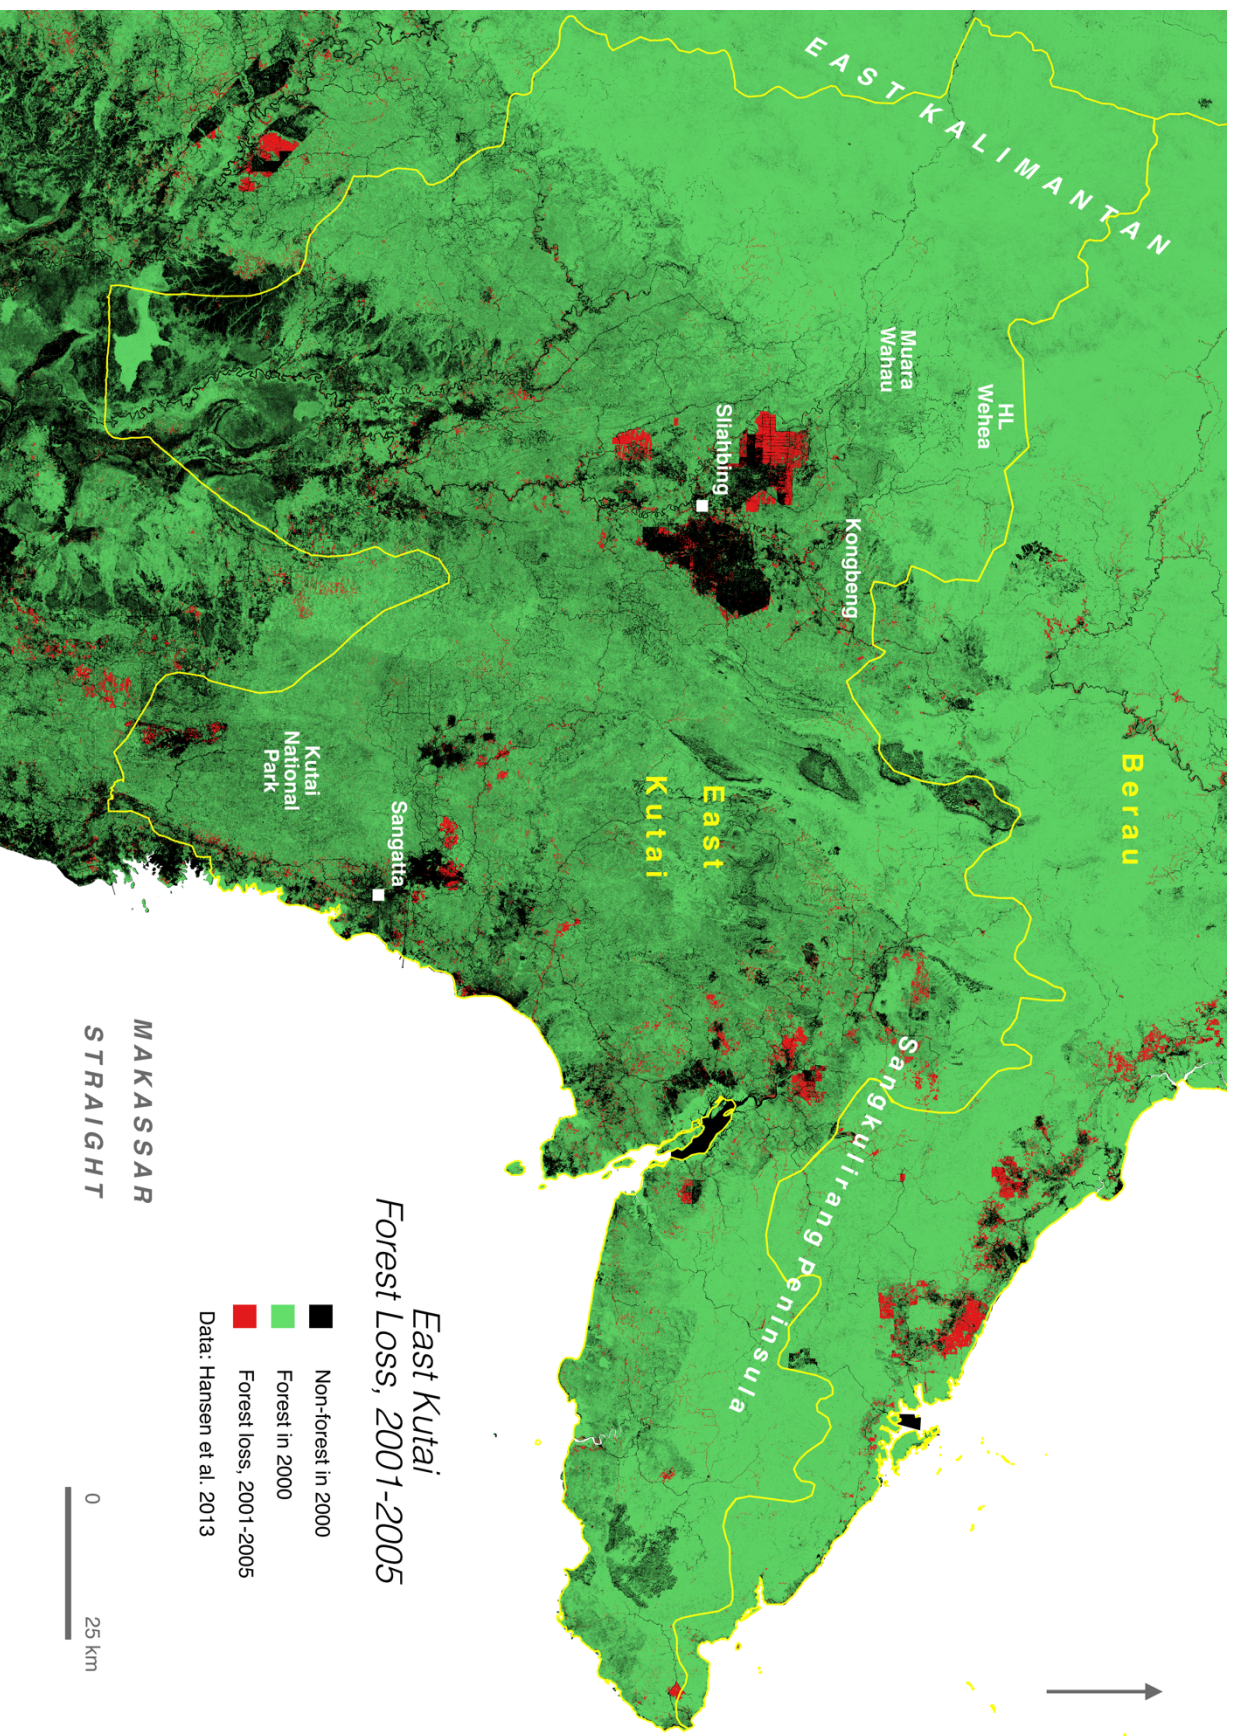 EAST KALIMANTAN
HL
Wehea
Muara
Wahau
Kongbeng
Sliahbing
Berau
East
Kutai
Sangkulirang Peninsula
Sangatta
Kutai
National
Park
MAKASSAR
STRAIGHT
East Kutai
Forest Loss, 2001-2005
Non-forest in 2000
Forest in 2000
Forest loss, 2001-2005
Data: Hansen et al. 2013
0 25 km